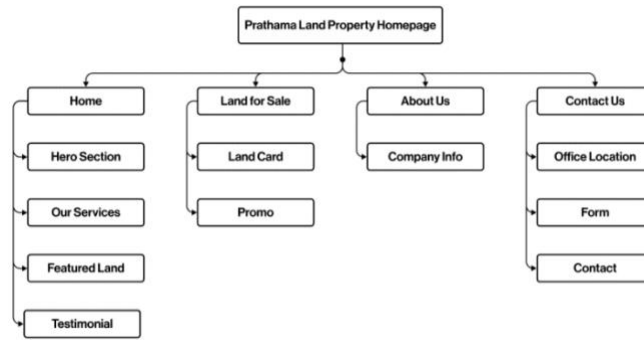 Prathama Land Property Homepage
Home
Land for Sale
About Us
Contact Us
Hero Section
Land Card
Company Info
Office Location
Our Services
Promo
Form
Featured Land
Contact
Testimonial